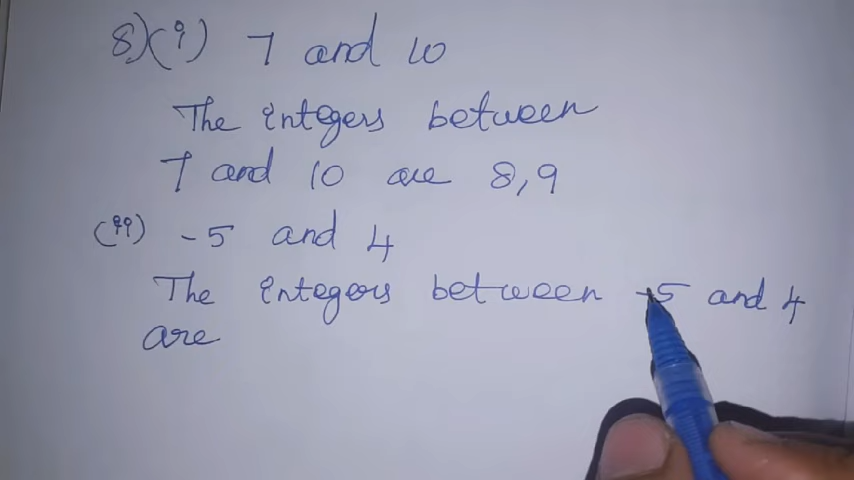 8)(i) 7 and 10
The integers between
7 and 10 are 8,9
(ii) -5 and 4
The integers between -5 and 4
are